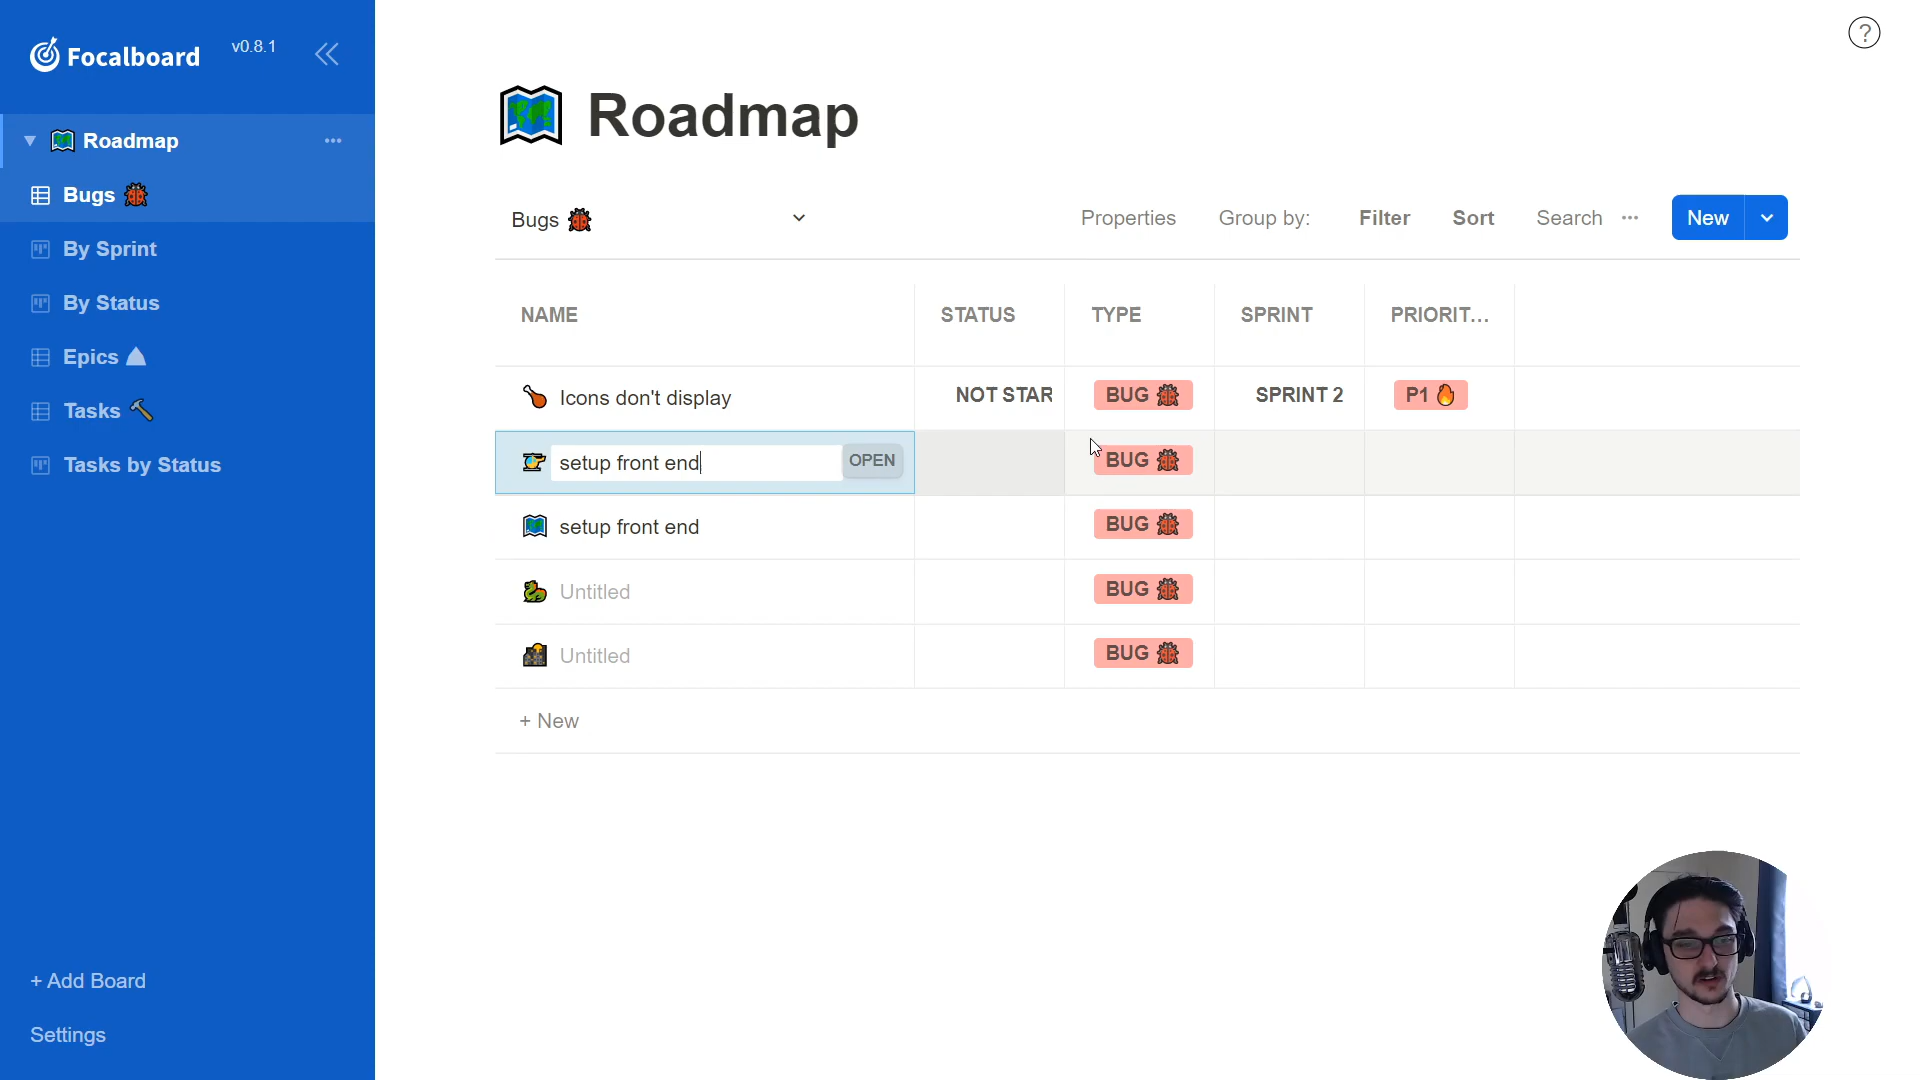 Focalboard v0.8.1
Roadmap
Bugs
By Sprint
By Status
Epics
Tasks
Tasks by Status
+ Add Board
Settings
?
Roadmap
Bugs Properties Group by: Filter Sort Search New
NAME STATUS TYPE SPRINT PRIORIT...
Icons don't display NOT STAR BUG SPRINT 2 P1
setup front end OPEN BUG
setup front end BUG
Untitled BUG
Untitled BUG
+ New